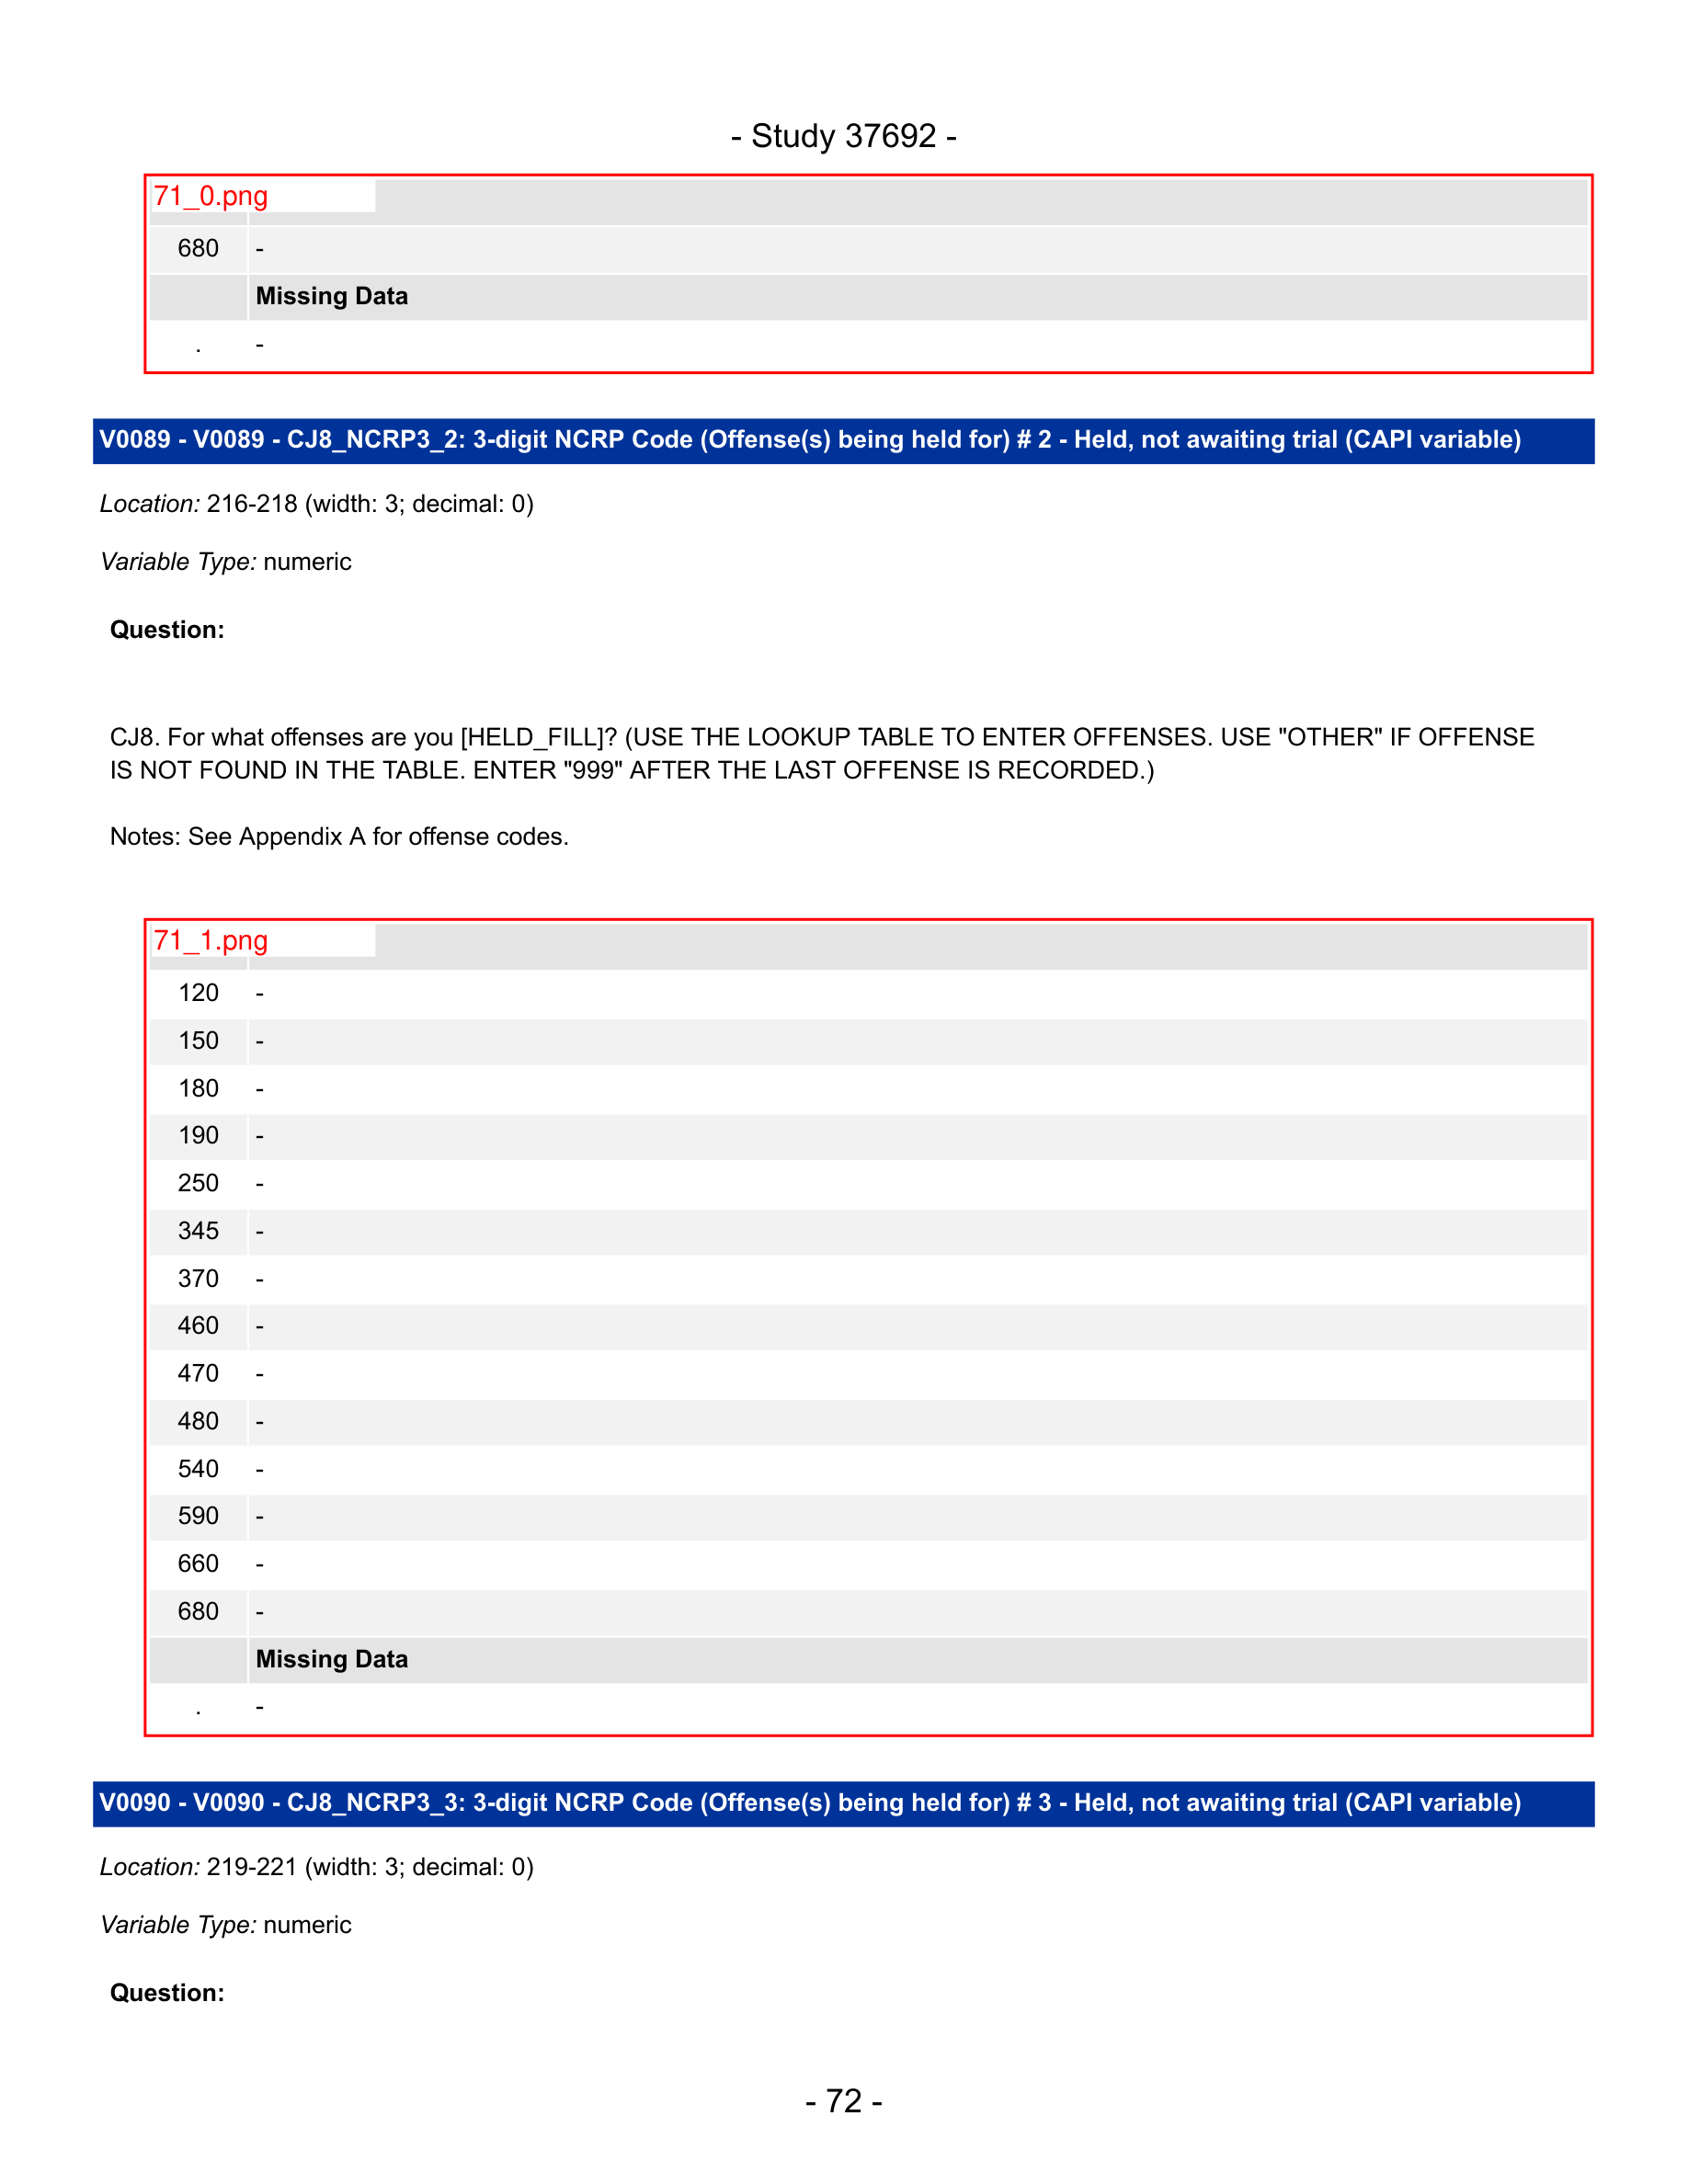 - Study 37692 -
71_0.png
680 -
Missing Data
. -
V0089 - V0089 - CJ8_NCRP3_2: 3-digit NCRP Code (Offense(s) being held for) # 2 - Held, not awaiting trial (CAPI variable)
Location: 216-218 (width: 3; decimal: 0)
Variable Type: numeric
Question:
CJ8. For what offenses are you [HELD_FILL]? (USE THE LOOKUP TABLE TO ENTER OFFENSES. USE "OTHER" IF OFFENSE
IS NOT FOUND IN THE TABLE. ENTER "999" AFTER THE LAST OFFENSE IS RECORDED.)
Notes: See Appendix A for offense codes.
71_1.png
120 -
150 -
180 -
190 -
250 -
345 -
370 -
460 -
470 -
480 -
540 -
590 -
660 -
680 -
Missing Data
. -
V0090 - V0090 - CJ8_NCRP3_3: 3-digit NCRP Code (Offense(s) being held for) # 3 - Held, not awaiting trial (CAPI variable)
Location: 219-221 (width: 3; decimal: 0)
Variable Type: numeric
Question:
- 72 -